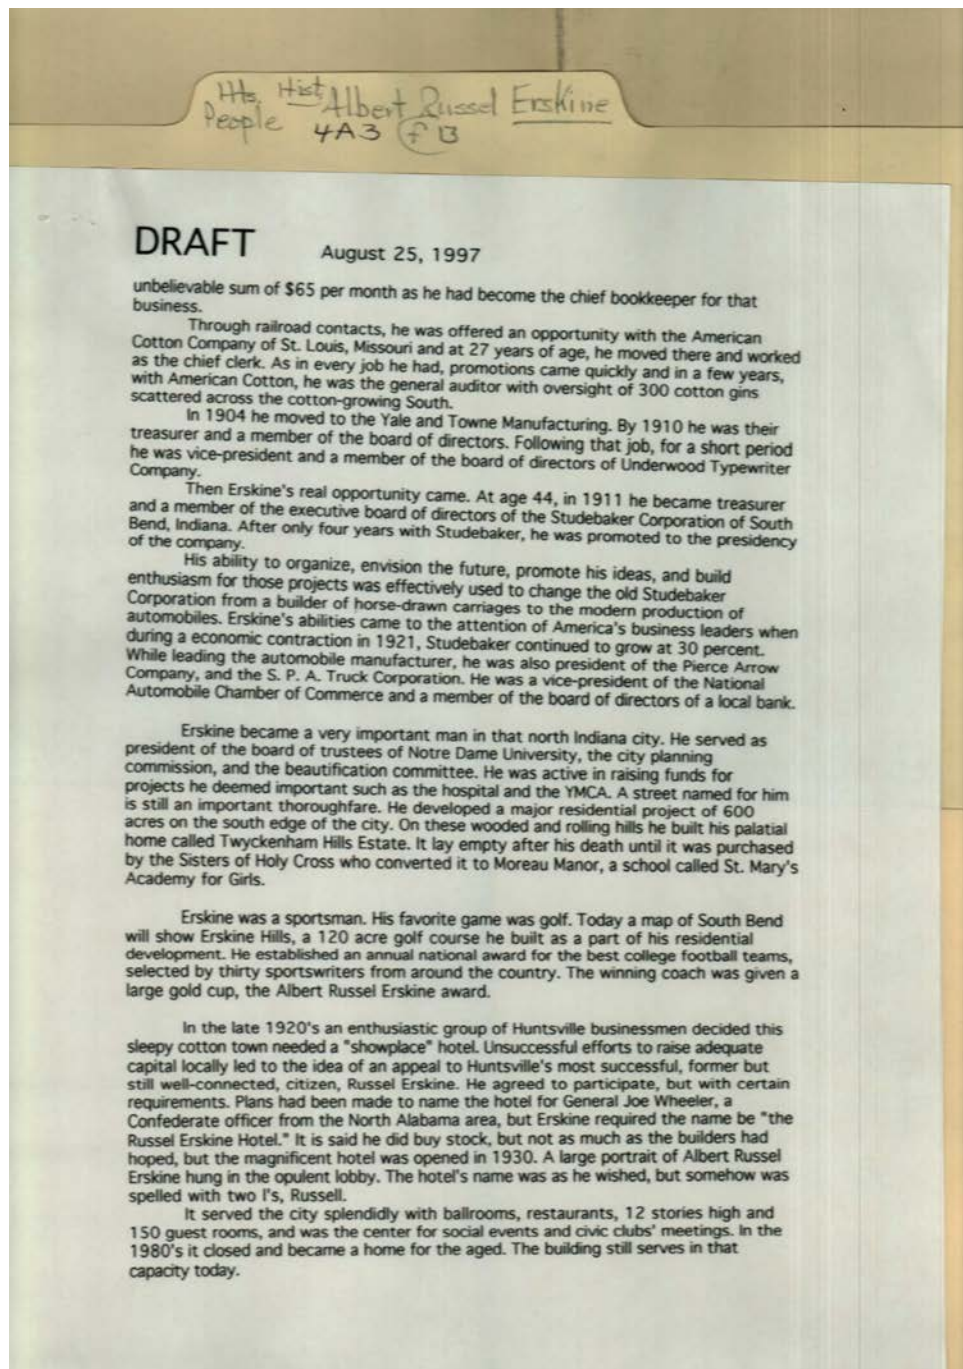 Hts. Hist. Albert Russel Erskine
People 4A3 f B
DRAFT August 25, 1997
unbelievable sum of $65 per month as he had become the chief bookkeeper for that
business.
Through railroad contacts, he was offered an opportunity with the American
Cotton Company of St. Louis, Missouri and at 27 years of age, he moved there and worked
as the chief clerk. As in every job he had, promotions came quickly and in a few years,
with American Cotton, he was the general auditor with oversight of 300 cotton gins
scattered across the cotton-growing South.
In 1904 he moved to the Yale and Towne Manufacturing. By 1910 he was their
treasurer and a member of the board of directors. Following that job, for a short period
he was vice-president and a member of the board of directors of Underwood Typewriter
Company.
Then Erskine's real opportunity came. At age 44, in 1911 he became treasurer
and a member of the executive board of directors of the Studebaker Corporation of South
Bend, Indiana. After only four years with Studebaker, he was promoted to the presidency
of the company.
His ability to organize, envision the future, promote his ideas, and build
enthusiasm for those projects was effectively used to change the old Studebaker
Corporation from a builder of horse-drawn carriages to the modern production of
automobiles. Erskine's abilities came to the attention of America's business leaders when
during a economic contraction in 1921, Studebaker continued to grow at 30 percent.
While leading the automobile manufacturer, he was also president of the Pierce Arrow
Company, and the S. P. A. Truck Corporation. He was a vice-president of the National
Automobile Chamber of Commerce and a member of the board of directors of a local bank.
Erskine became a very important man in that north Indiana city. He served as
president of the board of trustees of Notre Dame University, the city planning
commission, and the beautification committee. He was active in raising funds for
projects he deemed important such as the hospital and the YMCA. A street named for him
is still an important thoroughfare. He developed a major residential project of 600
acres on the south edge of the city. On these wooded and rolling hills he built his palatial
home called Twyckenham Hills Estate. It lay empty after his death until it was purchased
by the Sisters of Holy Cross who converted it to Moreau Manor, a school called St. Mary's
Academy for Girls.
Erskine was a sportsman. His favorite game was golf. Today a map of South Bend
will show Erskine Hills, a 120 acre golf course he built as a part of his residential
development. He established an annual national award for the best college football teams,
selected by thirty sportswriters from around the country. The winning coach was given a
large gold cup, the Albert Russel Erskine award.
In the late 1920's an enthusiastic group of Huntsville businessmen decided this
sleepy cotton town needed a "showplace" hotel. Unsuccessful efforts to raise adequate
capital locally led to the idea of an appeal to Huntsville's most successful, former but
still well-connected, citizen, Russel Erskine. He agreed to participate, but with certain
requirements. Plans had been made to name the hotel for General Joe Wheeler, a
Confederate officer from the North Alabama area, but Erskine required the name be "the
Russel Erskine Hotel." It is said he did buy stock, but not as much as the builders had
hoped, but the magnificent hotel was opened in 1930. A large portrait of Albert Russel
Erskine hung in the opulent lobby. The hotel's name was as he wished, but somehow was
spelled with two l's, Russell.
It served the city splendidly with ballrooms, restaurants, 12 stories high and
150 guest rooms, and was the center for social events and civic clubs' meetings. In the
1980's it closed and became a home for the aged. The building still serves in that
capacity today.